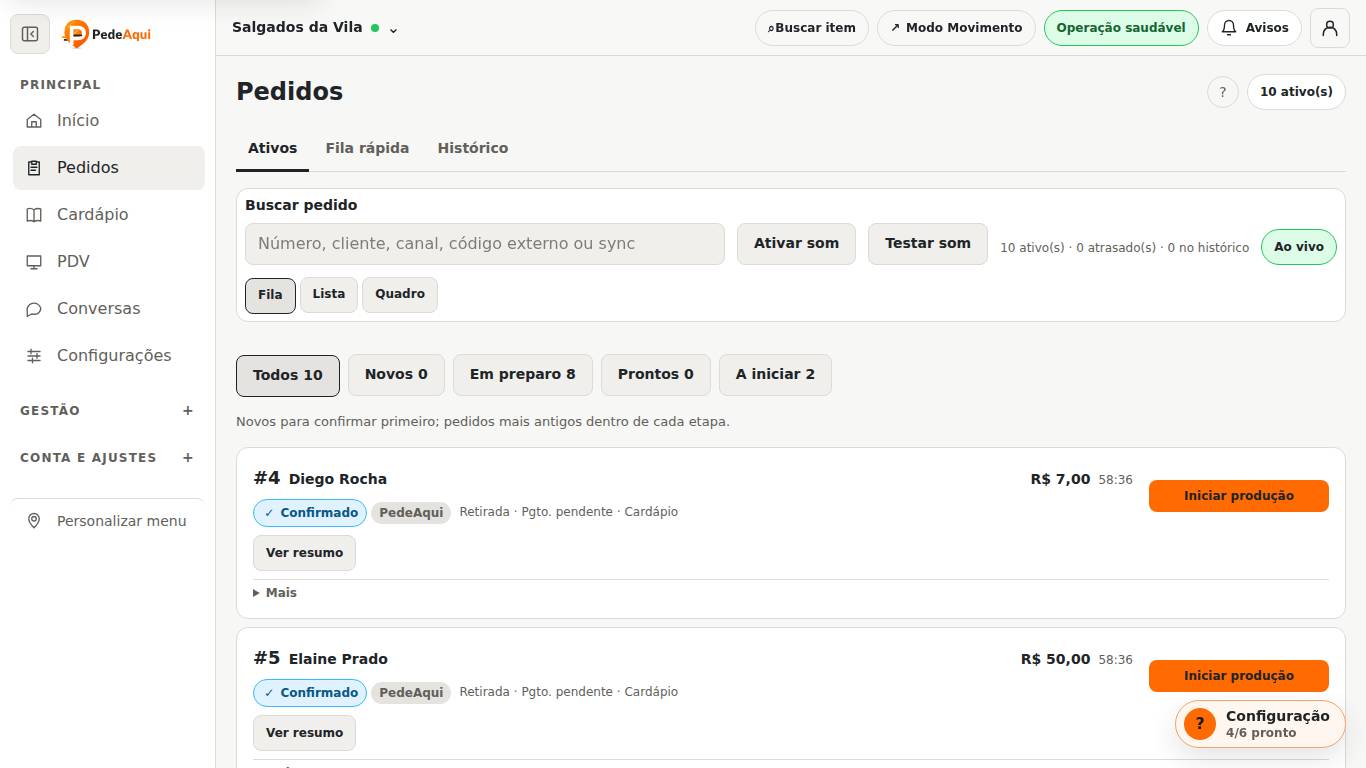 PedeAqui
PRINCIPAL
Início
Pedidos
Cardápio
PDV
Conversas
Configurações
GESTÃO +
CONTA E AJUSTES +
Personalizar menu
Salgados da Vila
Buscar item
↗ Modo Movimento
Operação saudável
Avisos
Pedidos
?
10 ativo(s)
Ativos
Fila rápida
Histórico
Buscar pedido
Número, cliente, canal, código externo ou sync
Ativar som
Testar som
10 ativo(s) · 0 atrasado(s) · 0 no histórico
Ao vivo
Fila
Lista
Quadro
Todos 10
Novos 0
Em preparo 8
Prontos 0
A iniciar 2
Novos para confirmar primeiro; pedidos mais antigos dentro de cada etapa.
#4 Diego Rocha
R$ 7,00 58:36
Iniciar produção
✓ Confirmado PedeAqui Retirada · Pgto. pendente · Cardápio
Ver resumo
Mais
#5 Elaine Prado
R$ 50,00 58:36
Iniciar produção
✓ Confirmado PedeAqui Retirada · Pgto. pendente · Cardápio
Ver resumo
?
Configuração
4/6 pronto